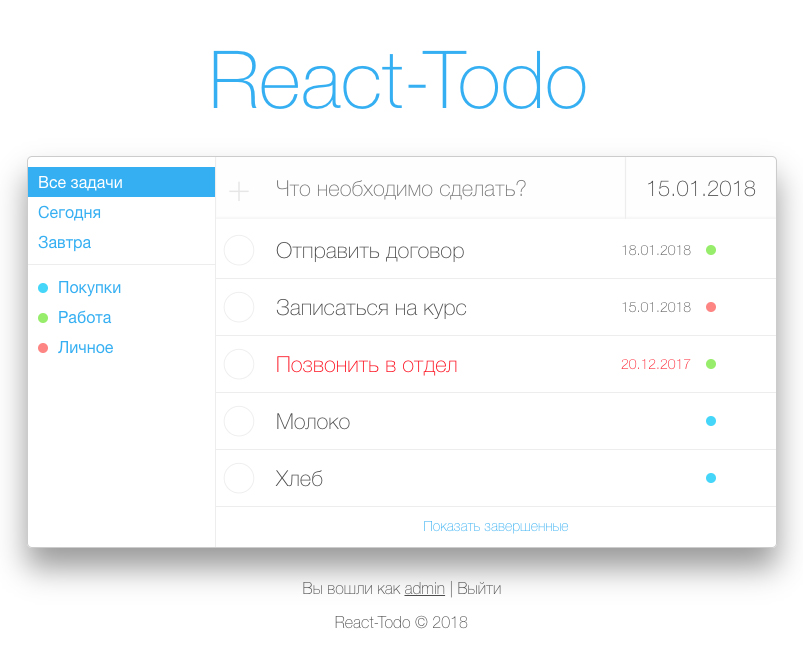 React-Todo
Все задачи
Сегодня
Завтра
Покупки
Работа
Личное
Что необходимо сделать? 15.01.2018
Отправить договор 18.01.2018
Записаться на курс 15.01.2018
Позвонить в отдел 20.12.2017
Молоко
Хлеб
Показать завершенные
Вы вошли как admin | Выйти
React-Todo © 2018